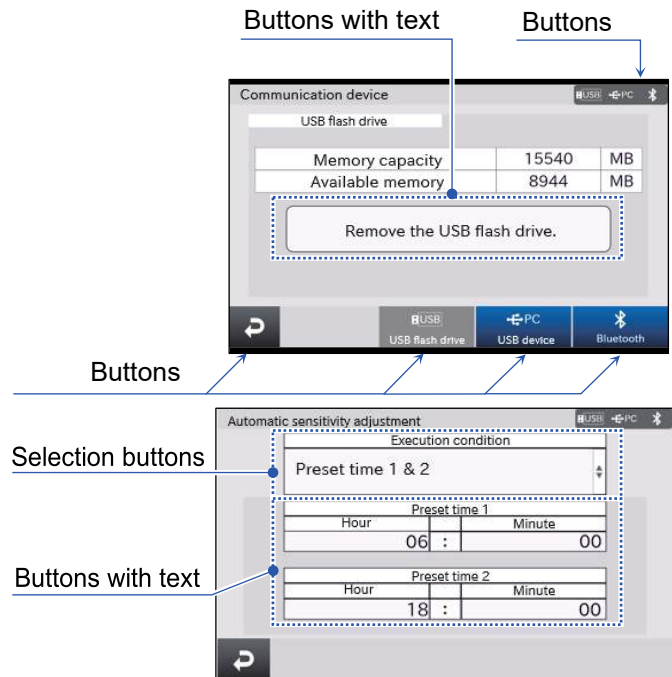 Buttons with text
Buttons
Communication device
USB PC
USB flash drive
Memory capacity 15540 MB
Available memory 8944 MB
Remove the USB flash drive.
USB PC
USB flash drive USB device Bluetooth
Buttons
Automatic sensitivity adjustment
USB PC
Execution condition
Selection buttons
Preset time 1 & 2
Preset time 1
Hour Minute
06 : 00
Buttons with text
Preset time 2
Hour Minute
18 : 00